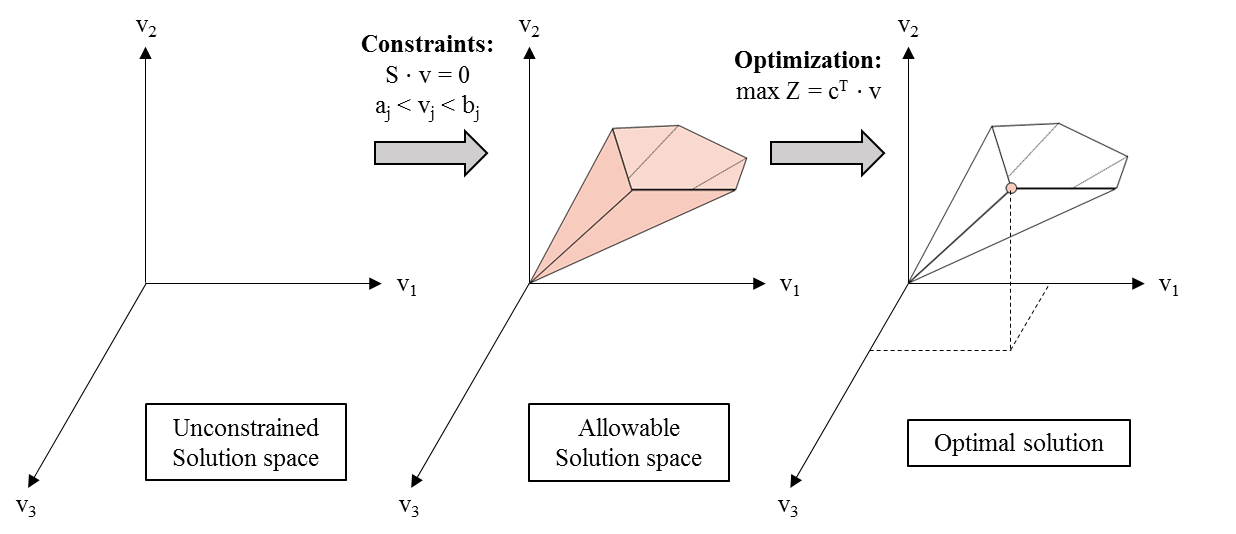 v₂
v₁
v₃
Unconstrained
Solution space
Constraints:
S · v = 0
aⱼ < vⱼ < bⱼ
v₂
v₁
v₃
Allowable
Solution space
Optimization:
max Z = cᵀ · v
v₂
v₁
v₃
Optimal solution